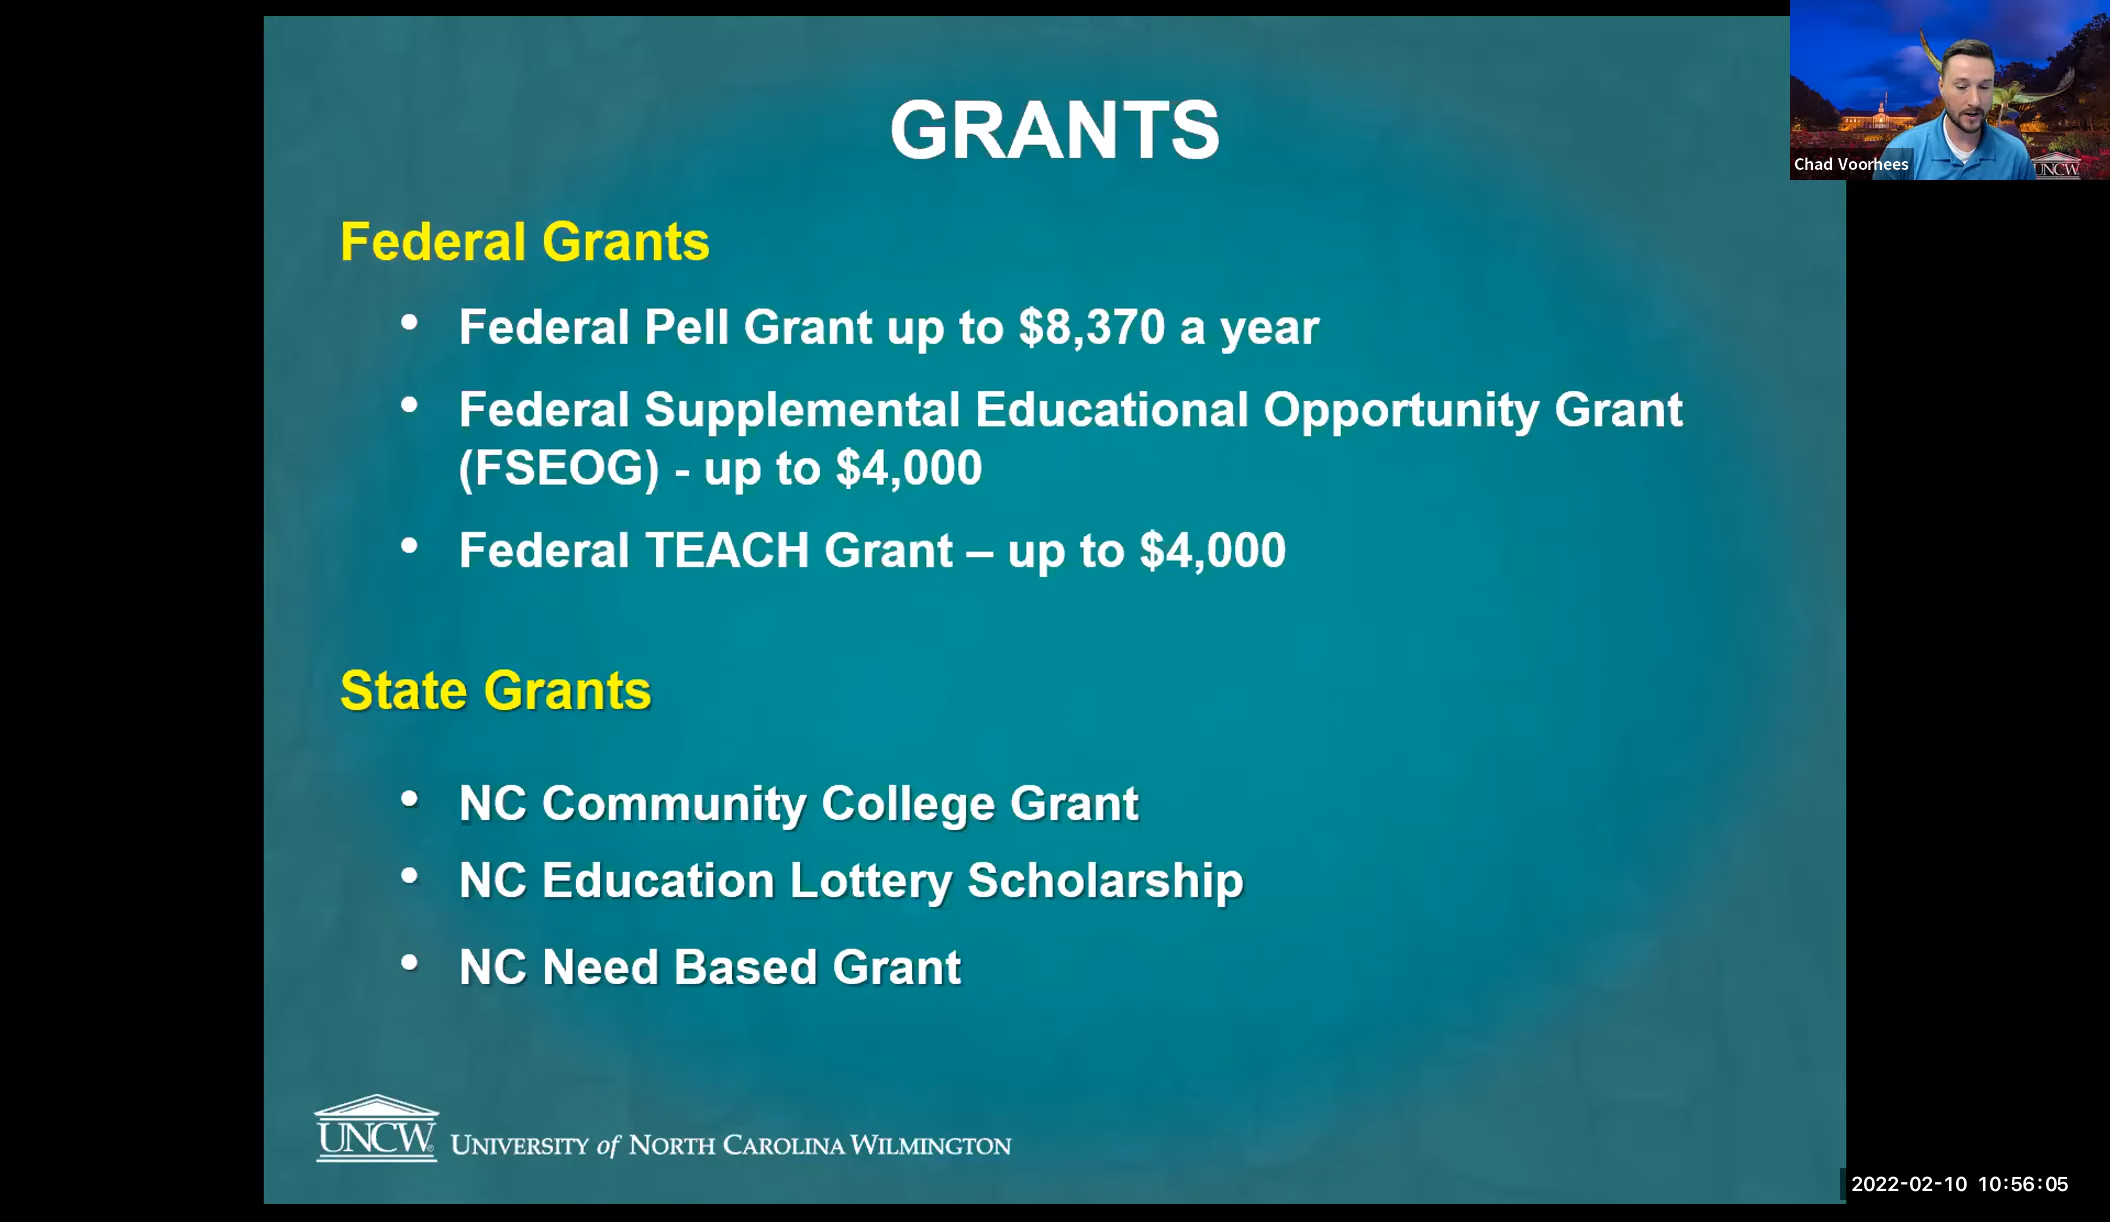 GRANTS
Federal Grants
• Federal Pell Grant up to $8,370 a year
• Federal Supplemental Educational Opportunity Grant
(FSEOG) - up to $4,000
• Federal TEACH Grant – up to $4,000
State Grants
• NC Community College Grant
• NC Education Lottery Scholarship
• NC Need Based Grant
UNCW® UNIVERSITY of NORTH CAROLINA WILMINGTON
Chad Voorhees
UNCW
2022-02-10 10:56:05